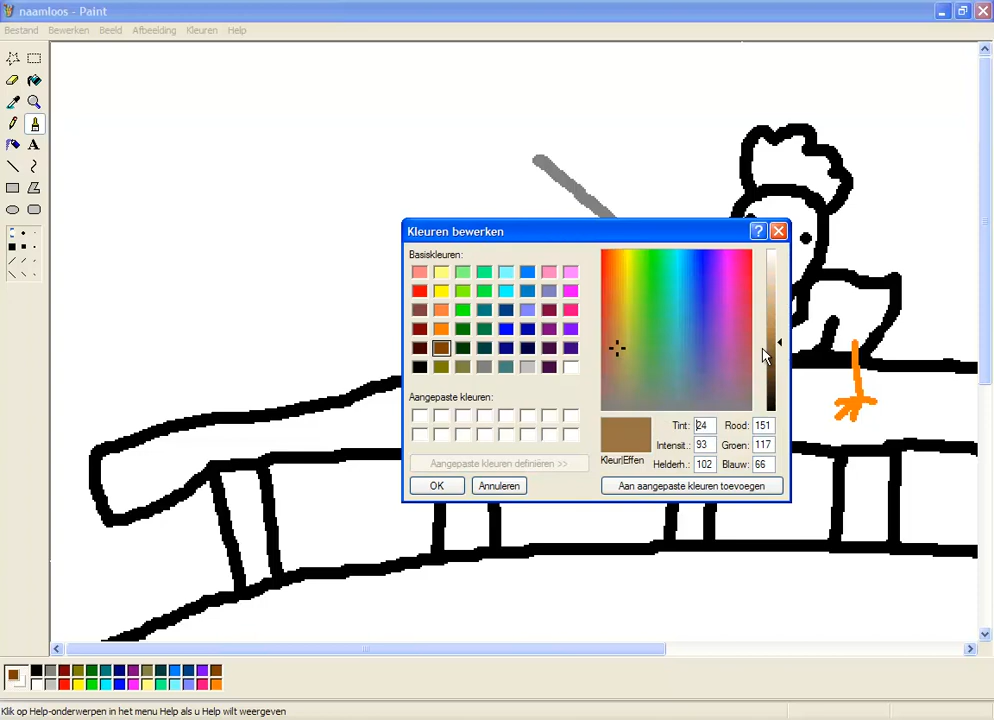 naamloos - Paint
Bestand Bewerken Beeld Afbeelding Kleuren Help
A
Kleuren bewerken
Basiskleuren:
Aangepaste kleuren:
Aangepaste kleuren definiëren >>
OK Annuleren
Kleur|Effen
Tint: 24 Rood: 151
Intensit.: 93 Groen: 117
Helderh.: 102 Blauw: 66
Aan aangepaste kleuren toevoegen
Klik op Help-onderwerpen in het menu Help als u Help wilt weergeven